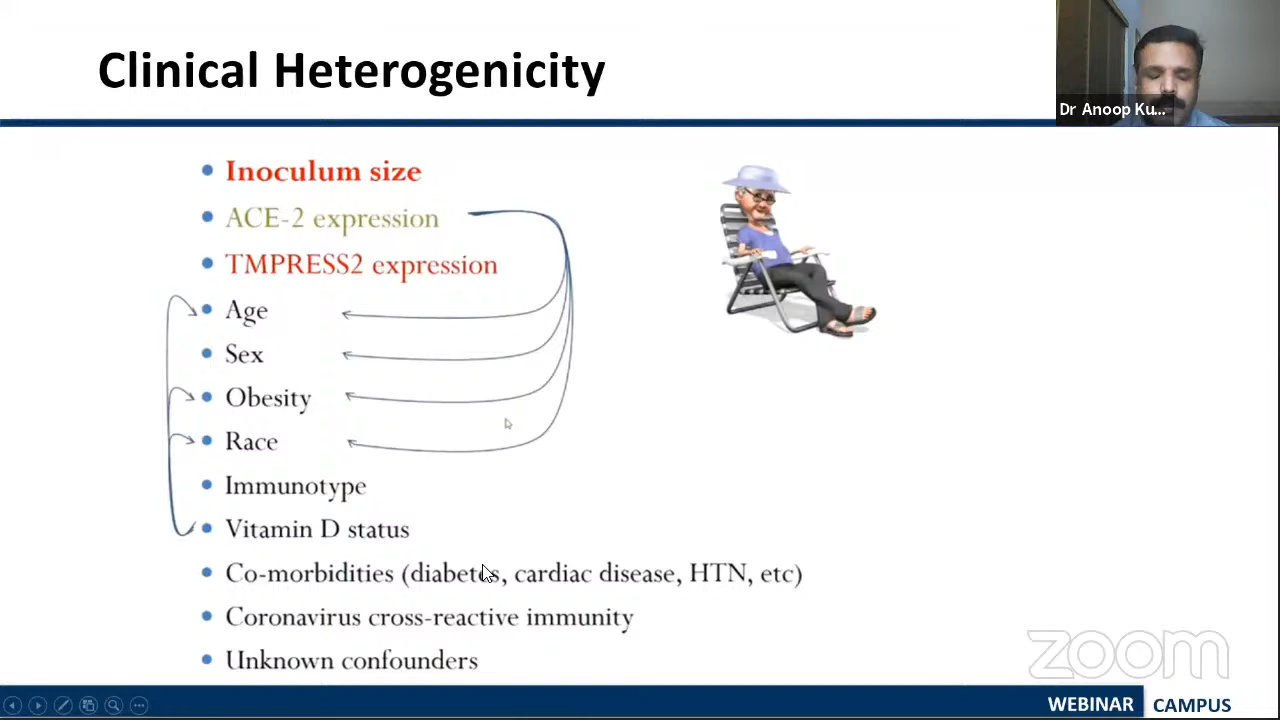 Clinical Heterogenicity
Dr Anoop Ku...
Inoculum size
ACE-2 expression
TMPRESS2 expression
Age
Sex
Obesity
Race
Immunotype
Vitamin D status
Co-morbidities (diabetes, cardiac disease, HTN, etc)
Coronavirus cross-reactive immunity
Unknown confounders
zoom
WEBINAR CAMPUS